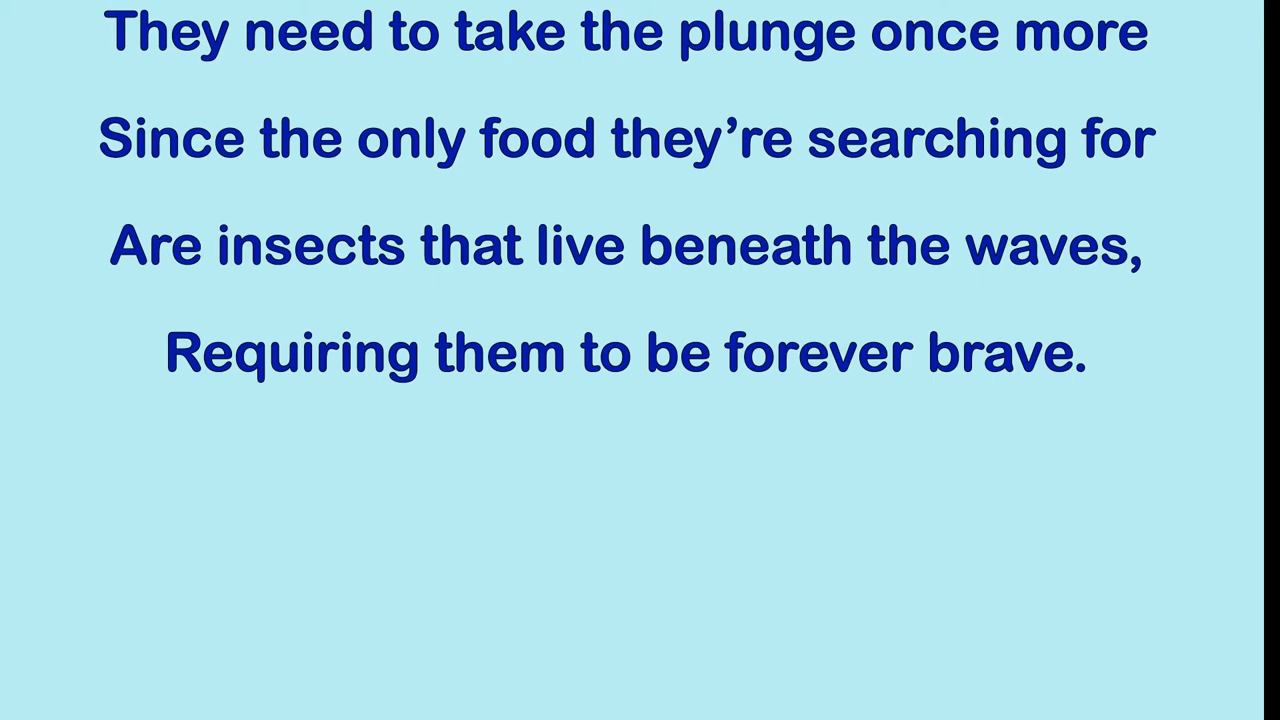 They need to take the plunge once more
Since the only food they’re searching for
Are insects that live beneath the waves,
Requiring them to be forever brave.